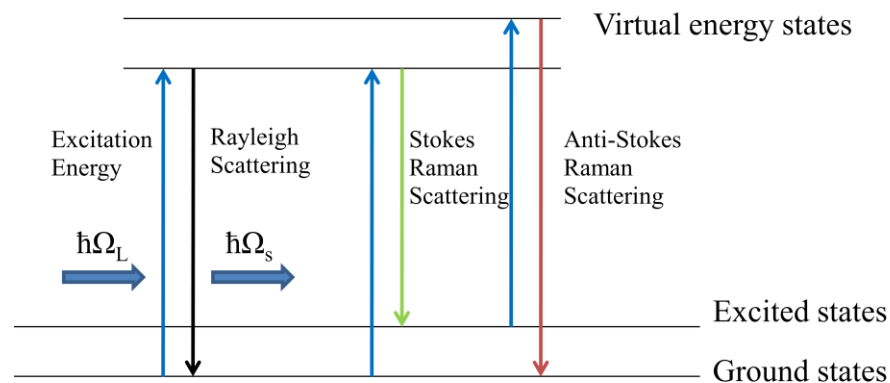 Virtual energy states
Excitation
Energy
Rayleigh
Scattering
Stokes
Raman
Scattering
Anti-Stokes
Raman
Scattering
ħΩL
ħΩs
Excited states
Ground states